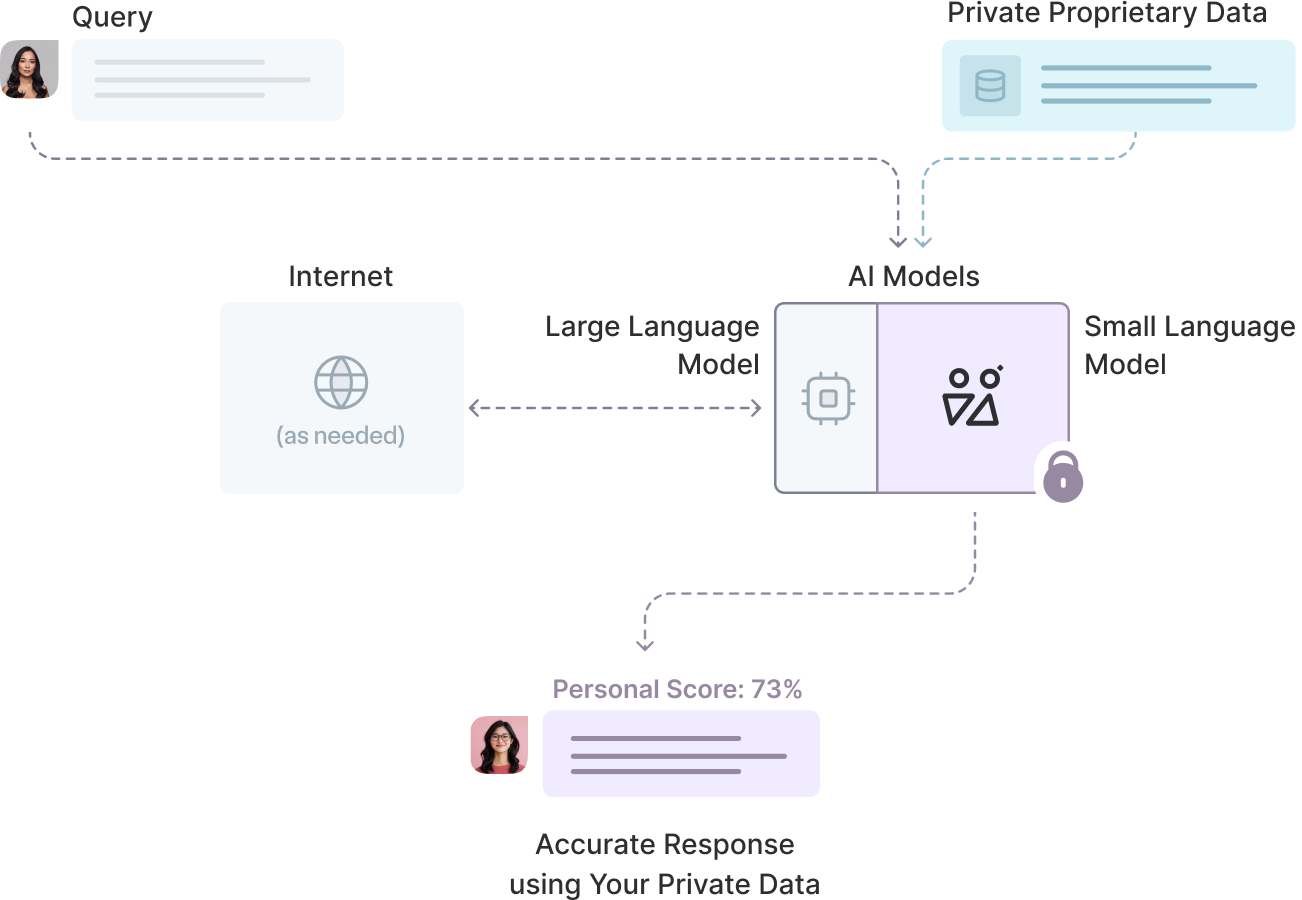 Query
Private Proprietary Data
Internet
AI Models
Large Language
Model
Small Language
Model
(as needed)
Personal Score: 73%
Accurate Response
using Your Private Data